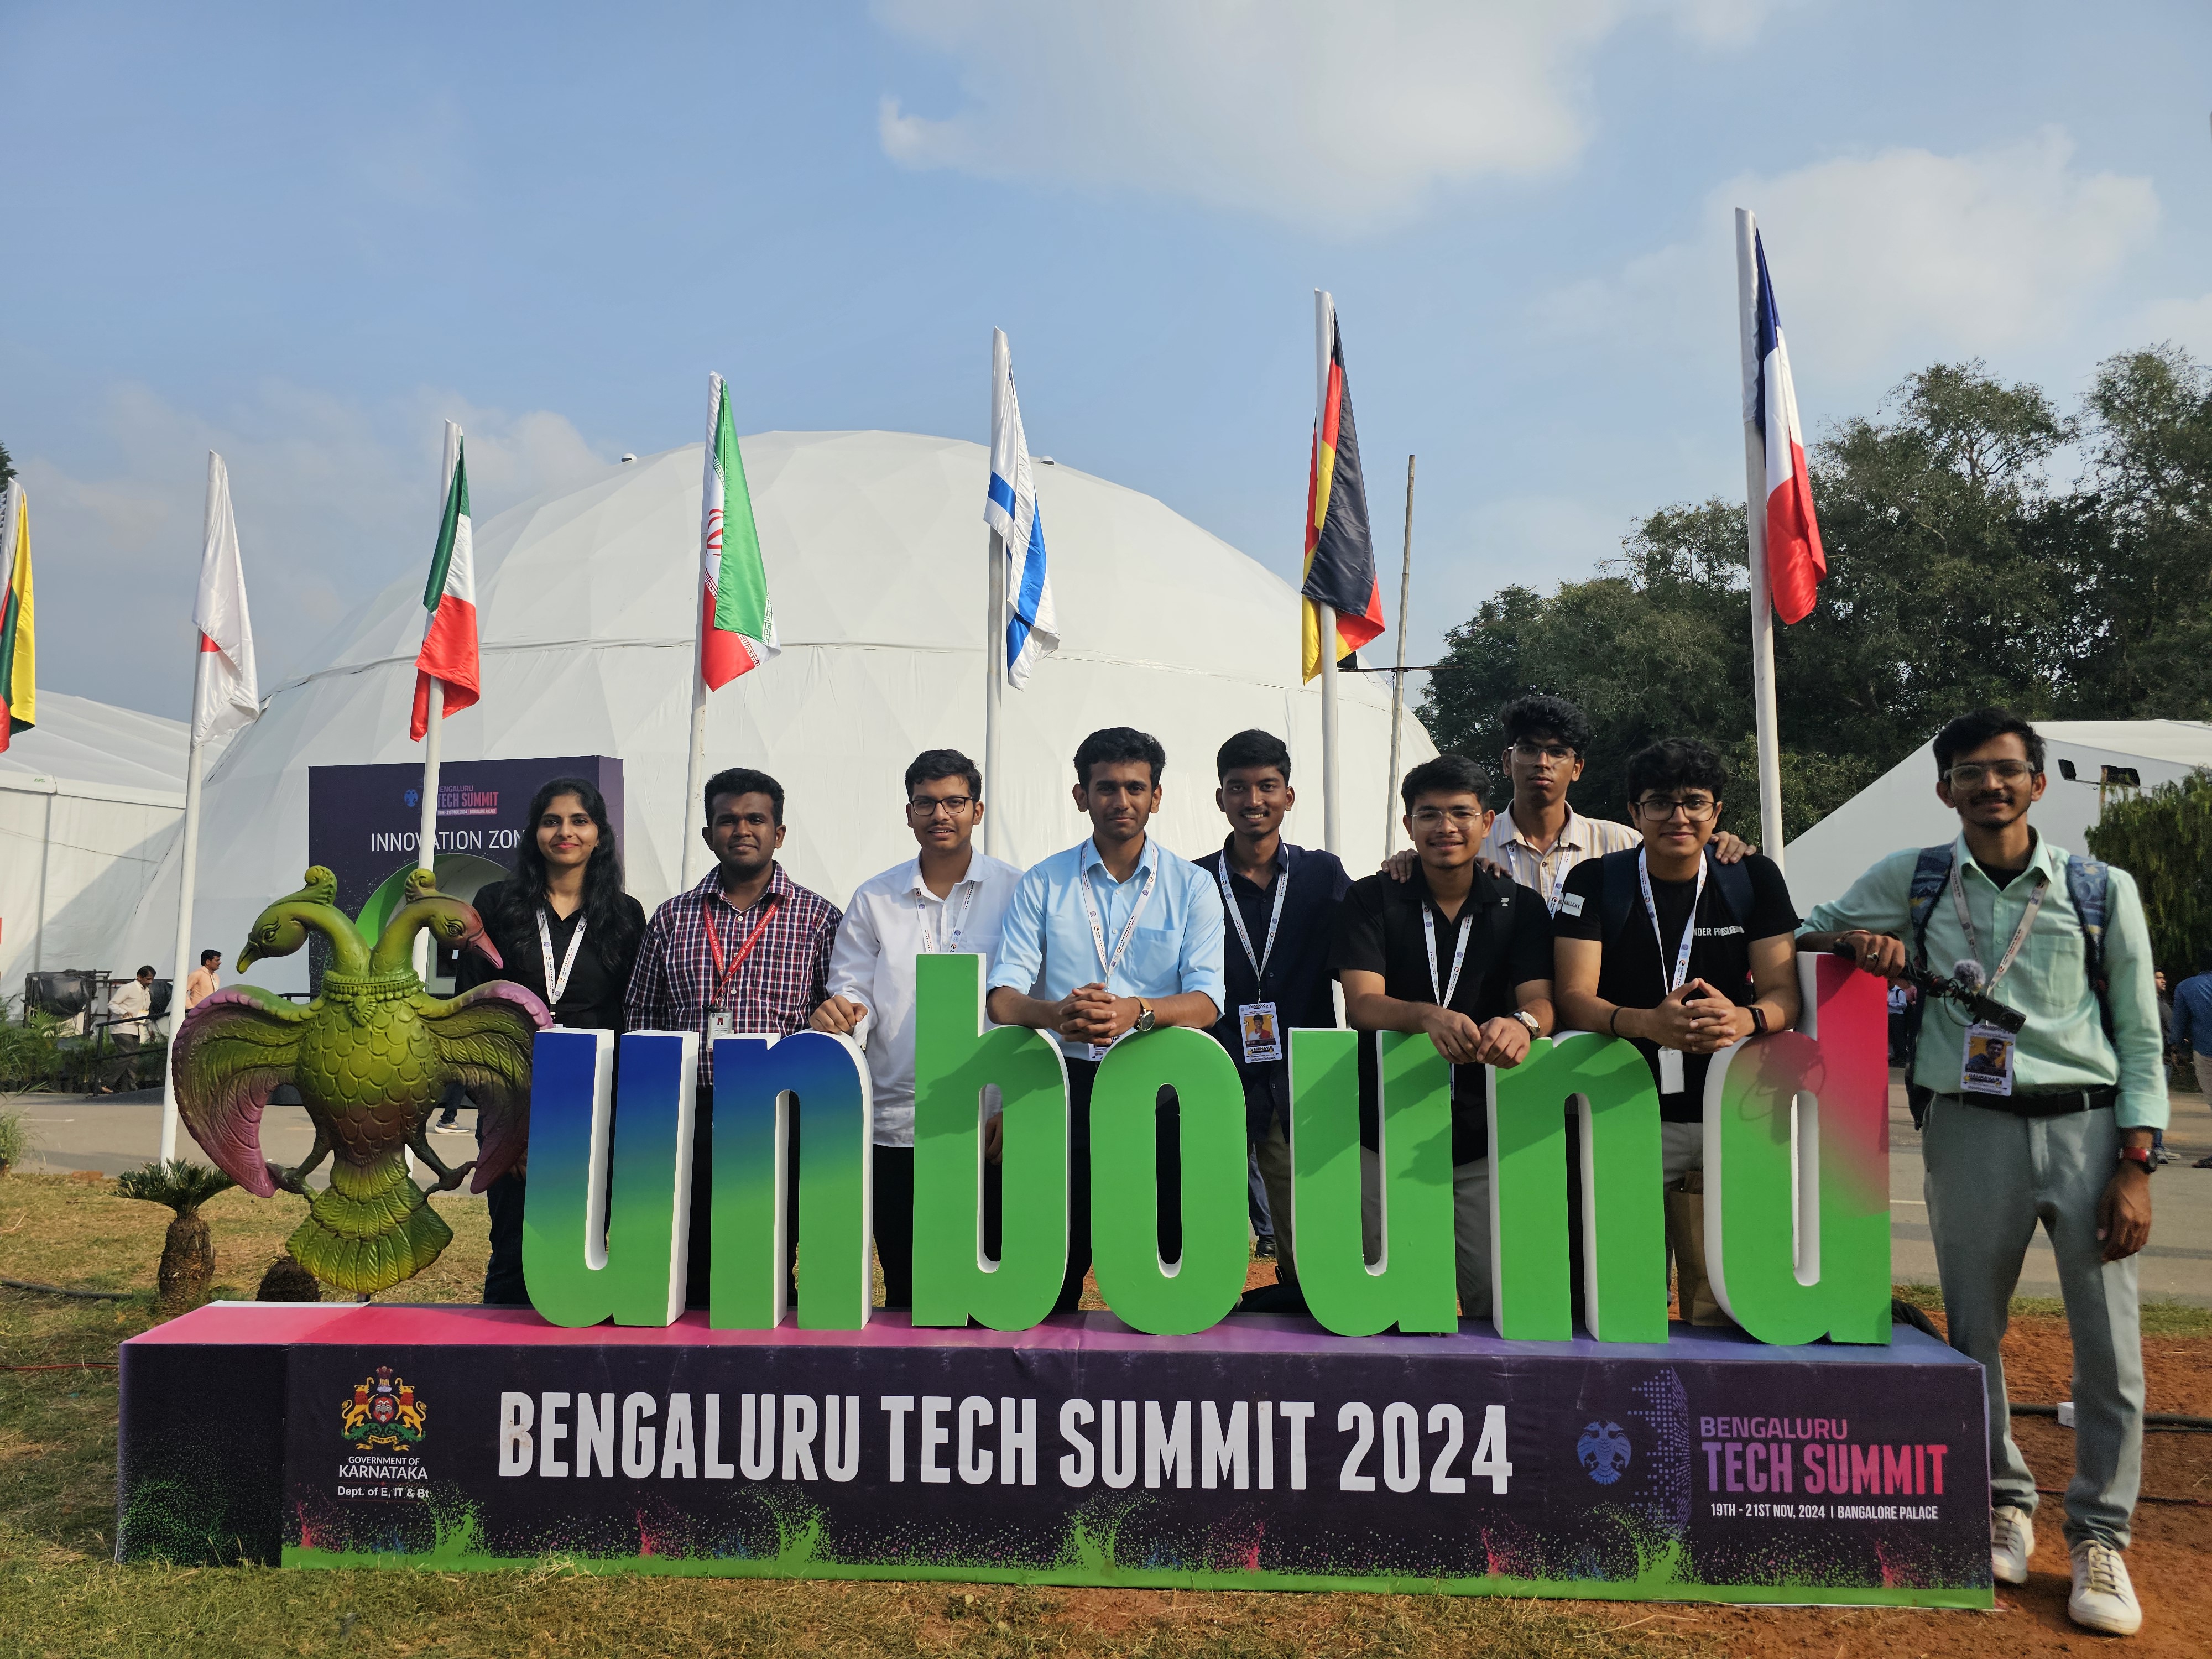 BENGALURU
TECH SUMMIT
INNOVATION ZON
unbound
GOVERNMENT OF
KARNATAKA
Dept. of E, IT & Bt
BENGALURU TECH SUMMIT 2024
BENGALURU
TECH SUMMIT
19TH - 21ST NOV, 2024 | BANGALORE PALACE